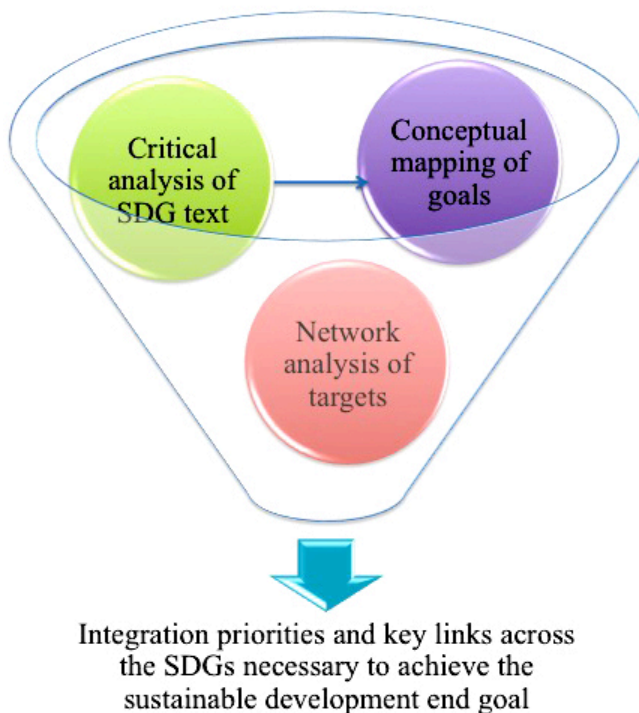 Critical
analysis of
SDG text
Conceptual
mapping of
goals
Network
analysis of
targets
Integration priorities and key links across
the SDGs necessary to achieve the
sustainable development end goal